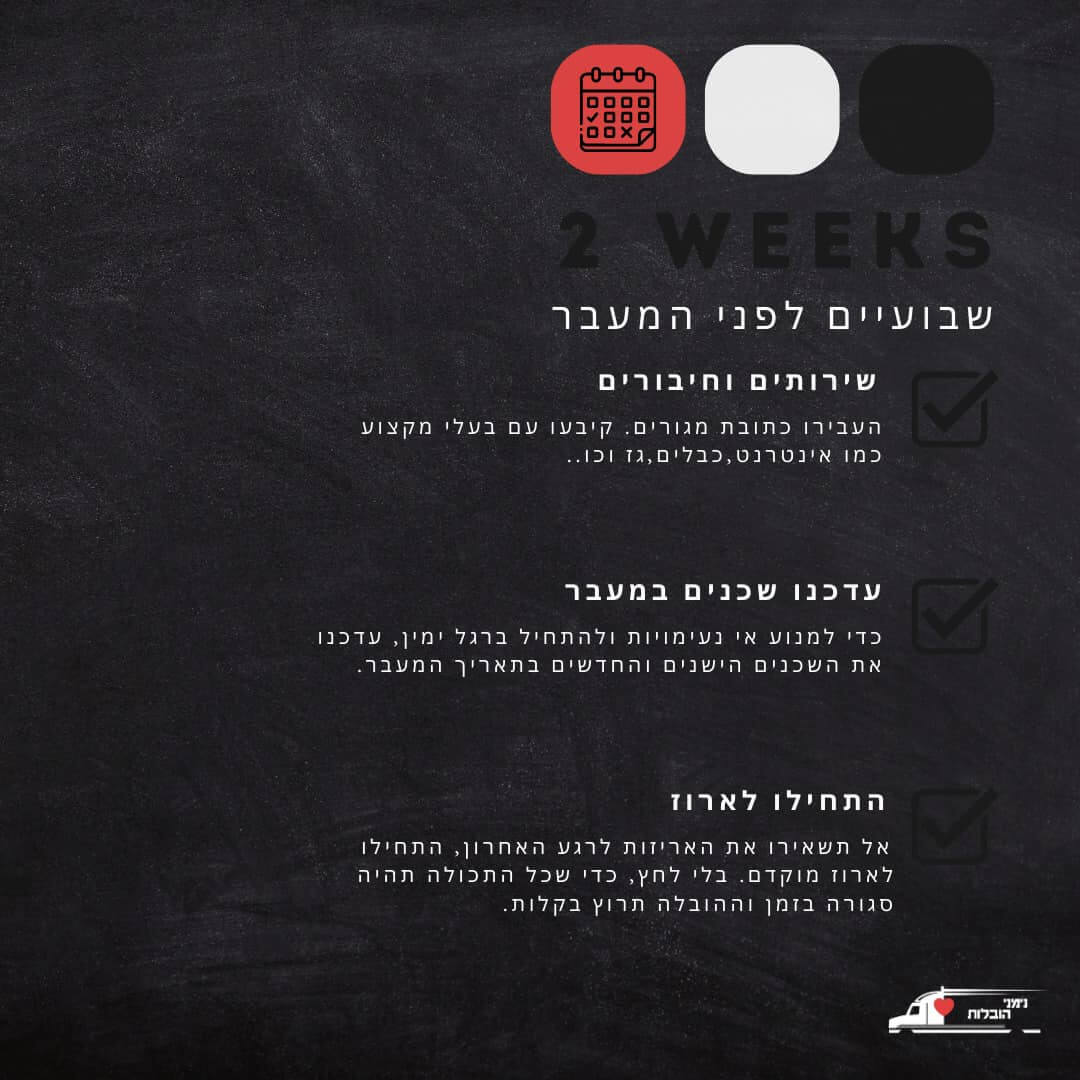 2 WEEKS
שבועיים לפני המעבר
שירותים וחיבורים
העבירו כתובת מגורים. קיבעו עם בעלי מקצוע
כמו אינטרנט,כבלים,גז וכו..
עדכנו שכנים במעבר
כדי למנוע אי נעימויות ולהתחיל ברגל ימין, עדכנו
את השכנים הישנים והחדשים בתאריך המעבר.
התחילו לארוז
אל תשאירו את האריזות לרגע האחרון, התחילו
לארוז מוקדם. בלי לחץ, כדי שכל התכולה תהיה
סגורה בזמן וההובלה תרוץ בקלות.
נימני
הובלות